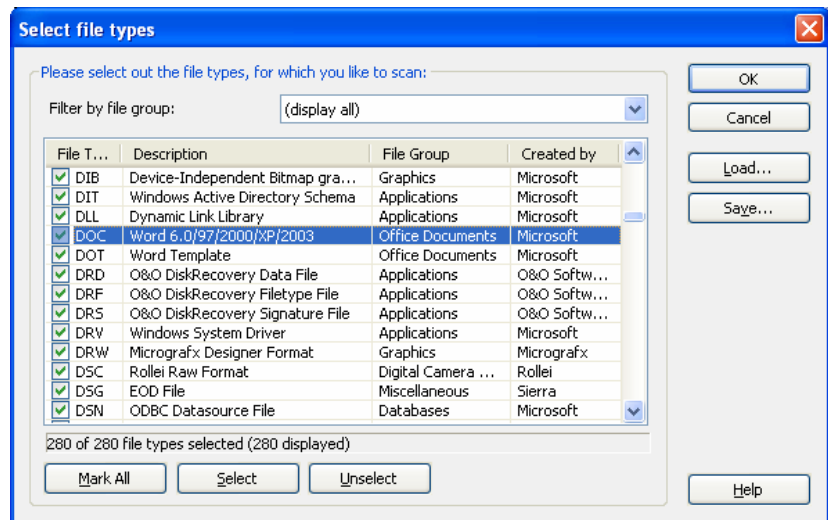 Select file types
Please select out the file types, for which you like to scan:
OK
Filter by file group: (display all)
Cancel
File T... Description File Group Created by
Load...
DIB Device-Independent Bitmap gra... Graphics Microsoft
DIT Windows Active Directory Schema Applications Microsoft
Save...
DLL Dynamic Link Library Applications Microsoft
DOC Word 6.0/97/2000/XP/2003 Office Documents Microsoft
DOT Word Template Office Documents Microsoft
DRD O&O DiskRecovery Data File Applications O&O Softw...
DRF O&O DiskRecovery Filetype File Applications O&O Softw...
DRS O&O DiskRecovery Signature File Applications O&O Softw...
DRV Windows System Driver Applications Microsoft
DRW Micrografx Designer Format Graphics Micrografx
DSC Rollei Raw Format Digital Camera ... Rollei
DSG EOD File Miscellaneous Sierra
DSN ODBC Datasource File Databases Microsoft
280 of 280 file types selected (280 displayed)
Mark All Select Unselect
Help